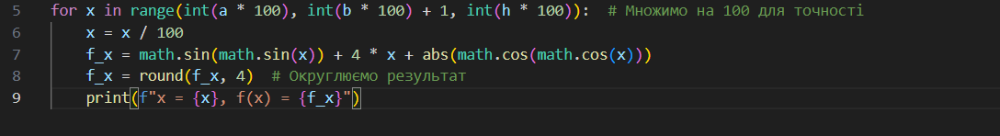 5 for x in range(int(a * 100), int(b * 100) + 1, int(h * 100)):  # Множимо на 100 для точності
6     x = x / 100
7     f_x = math.sin(math.sin(x)) + 4 * x + abs(math.cos(math.cos(x)))
8     f_x = round(f_x, 4)  # Округлюємо результат
9     print(f"x = {x}, f(x) = {f_x}")